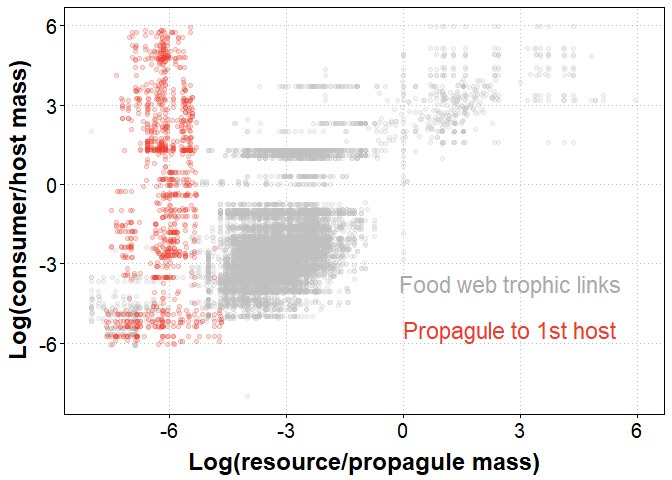 6
3
0
-3
-6
Log(consumer/host mass)
Food web trophic links
Propagule to 1st host
-6
-3
0
3
6
Log(resource/propagule mass)